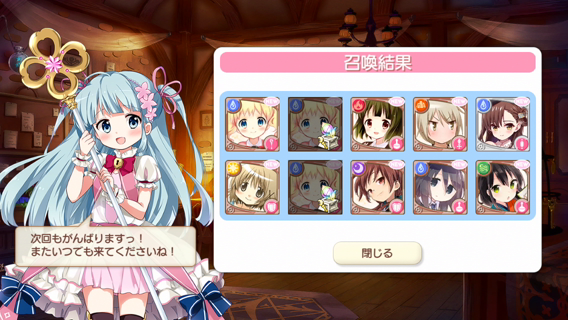 召喚結果
次回もがんばりますっ！
またいつでも来てくださいね！
閉じる